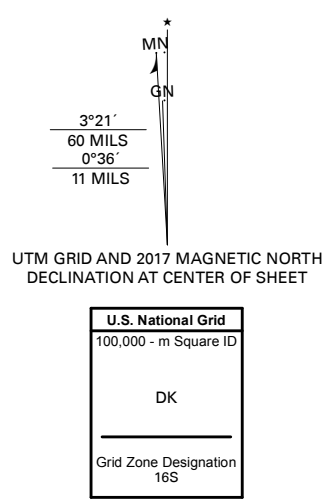 MN
GN
3°21´
60 MILS
0°36´
11 MILS
UTM GRID AND 2017 MAGNETIC NORTH
DECLINATION AT CENTER OF SHEET
U.S. National Grid
100,000 - m Square ID
DK
Grid Zone Designation
16S